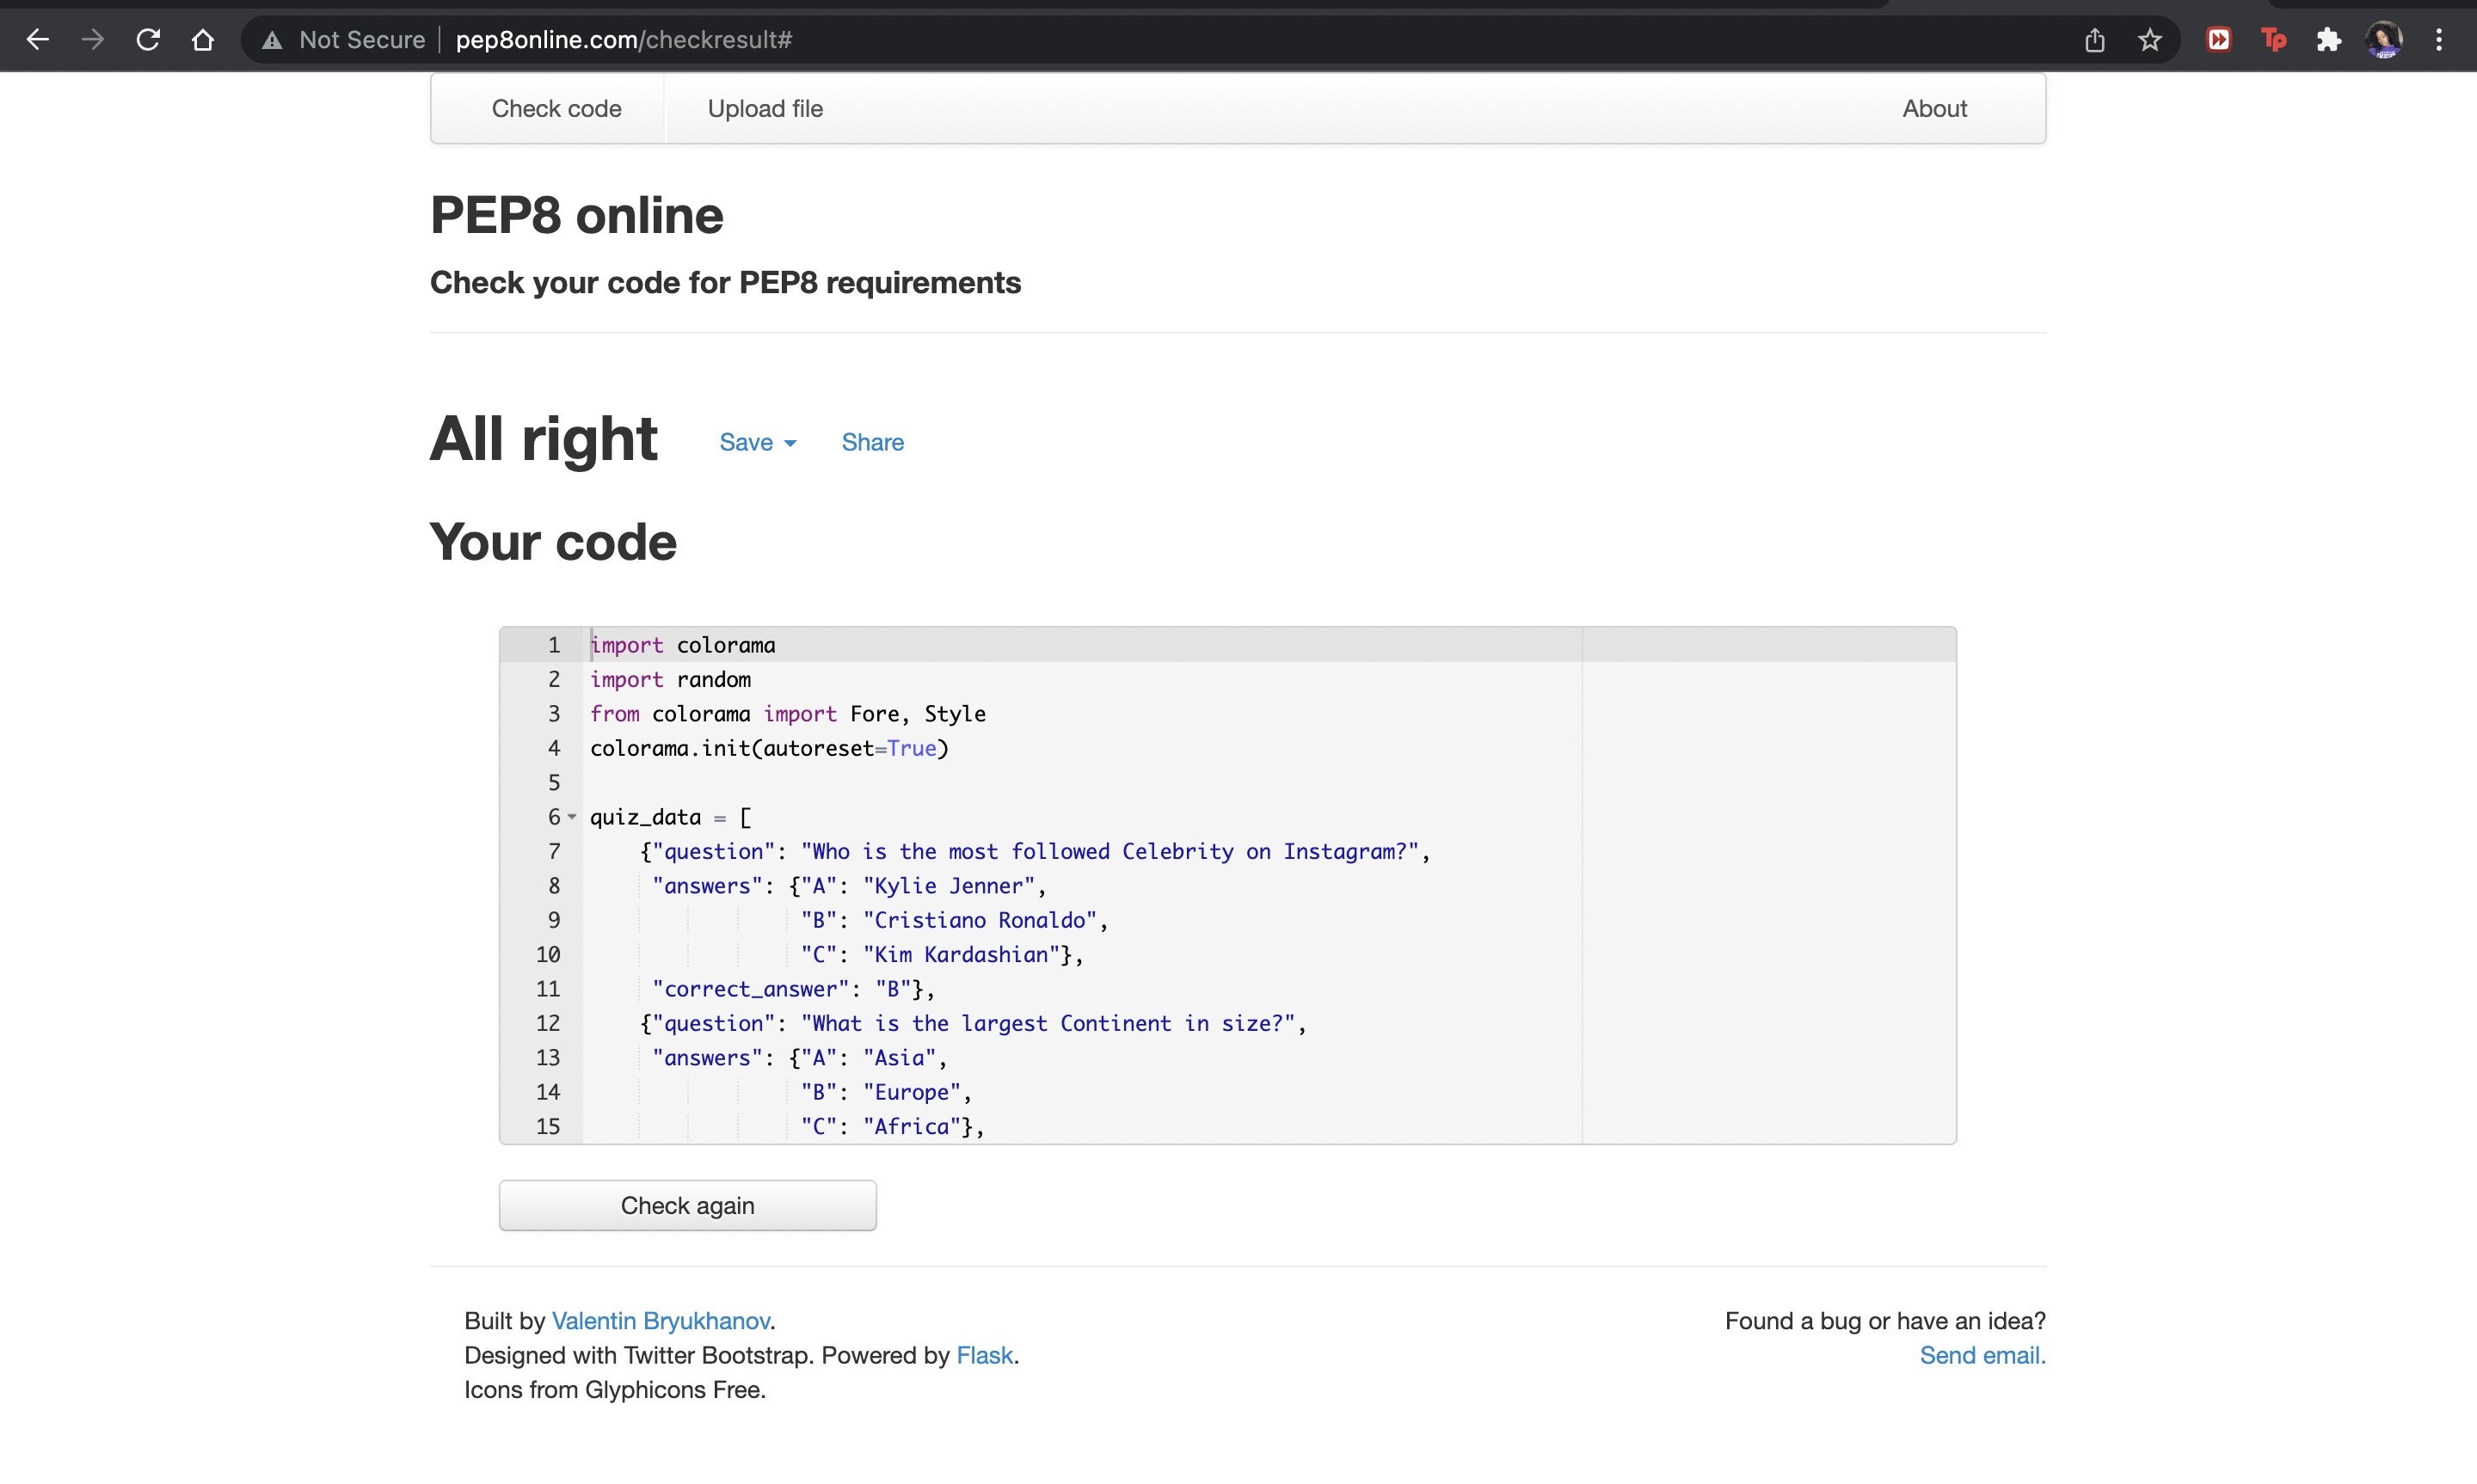 Not Secure pep8online.com/checkresult#
Tp
Check code Upload file About
PEP8 online
Check your code for PEP8 requirements
All right Save Share
Your code
1 import colorama
2 import random
3 from colorama import Fore, Style
4 colorama.init(autoreset=True)
5
6 quiz_data = [
7 {"question": "Who is the most followed Celebrity on Instagram?",
8 "answers": {"A": "Kylie Jenner",
9 "B": "Cristiano Ronaldo",
10 "C": "Kim Kardashian"},
11 "correct_answer": "B"},
12 {"question": "What is the largest Continent in size?",
13 "answers": {"A": "Asia",
14 "B": "Europe",
15 "C": "Africa"},
Check again
Built by Valentin Bryukhanov.
Designed with Twitter Bootstrap. Powered by Flask.
Icons from Glyphicons Free.
Found a bug or have an idea?
Send email.